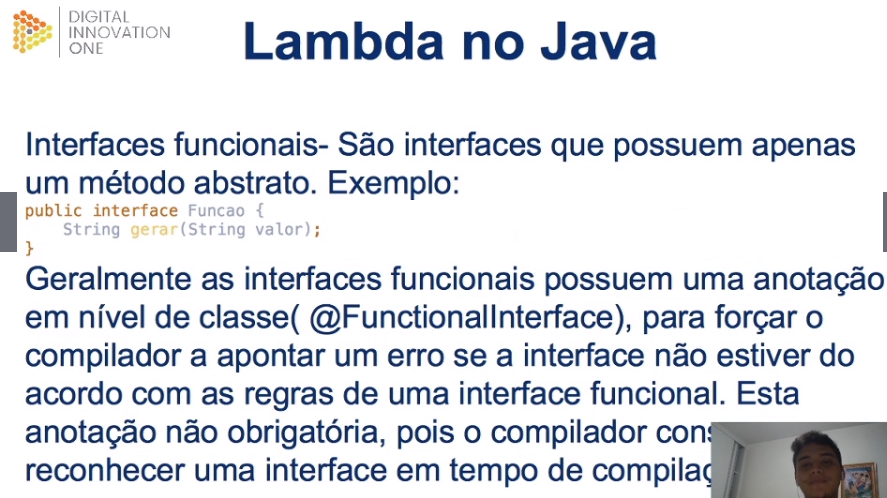 DIGITAL
INNOVATION
ONE
Lambda no Java
Interfaces funcionais- São interfaces que possuem apenas
um método abstrato. Exemplo:
public interface Funcao {
String gerar(String valor);
}
Geralmente as interfaces funcionais possuem uma anotação
em nível de classe( @FunctionalInterface), para forçar o
compilador a apontar um erro se a interface não estiver do
acordo com as regras de uma interface funcional. Esta
anotação não obrigatória, pois o compilador
reconhecer uma interface em tempo de